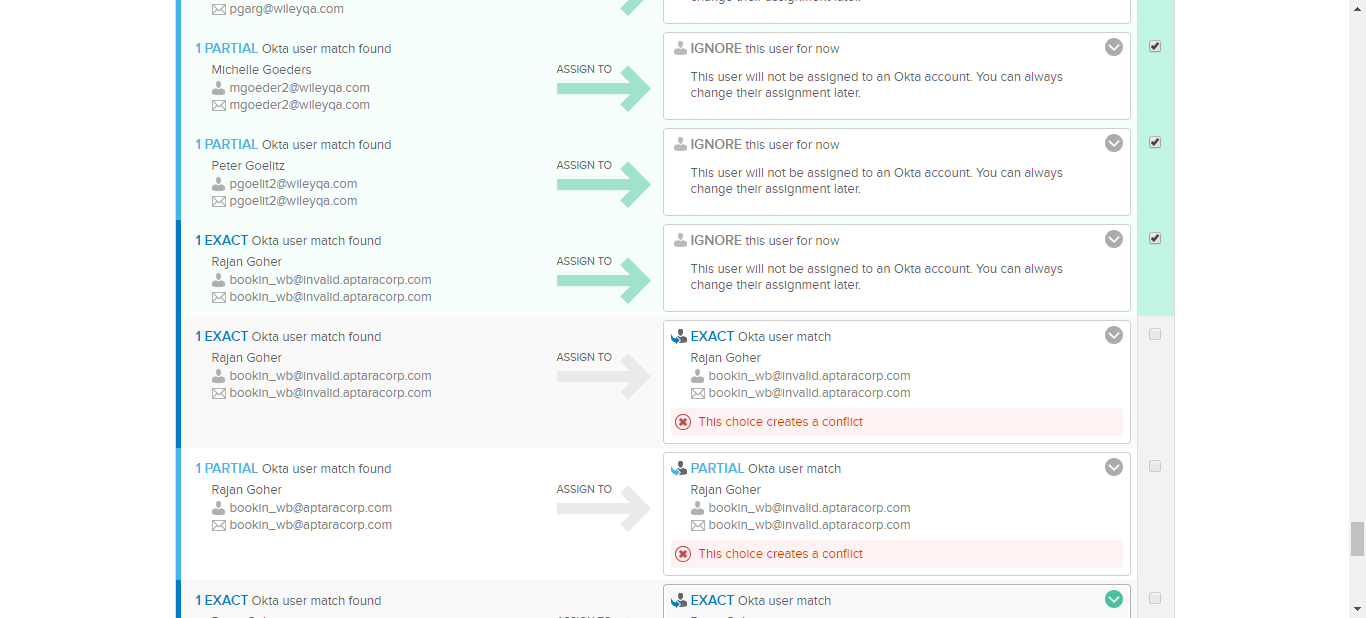 pgarg@wileyqa.com
change their assignment later.
1 PARTIAL Okta user match found
Michelle Goeders
mgoeder2@wileyqa.com
mgoeder2@wileyqa.com
ASSIGN TO
IGNORE this user for now
This user will not be assigned to an Okta account. You can always
change their assignment later.
1 PARTIAL Okta user match found
Peter Goelitz
pgoelit2@wileyqa.com
pgoelit2@wileyqa.com
ASSIGN TO
IGNORE this user for now
This user will not be assigned to an Okta account. You can always
change their assignment later.
1 EXACT Okta user match found
Rajan Goher
bookin_wb@invalid.aptaracorp.com
bookin_wb@invalid.aptaracorp.com
ASSIGN TO
IGNORE this user for now
This user will not be assigned to an Okta account. You can always
change their assignment later.
1 EXACT Okta user match found
Rajan Goher
bookin_wb@invalid.aptaracorp.com
bookin_wb@invalid.aptaracorp.com
ASSIGN TO
EXACT Okta user match
Rajan Goher
bookin_wb@invalid.aptaracorp.com
bookin_wb@invalid.aptaracorp.com
This choice creates a conflict
1 PARTIAL Okta user match found
Rajan Goher
bookin_wb@aptaracorp.com
bookin_wb@aptaracorp.com
ASSIGN TO
PARTIAL Okta user match
Rajan Goher
bookin_wb@invalid.aptaracorp.com
bookin_wb@invalid.aptaracorp.com
This choice creates a conflict
1 EXACT Okta user match found
EXACT Okta user match